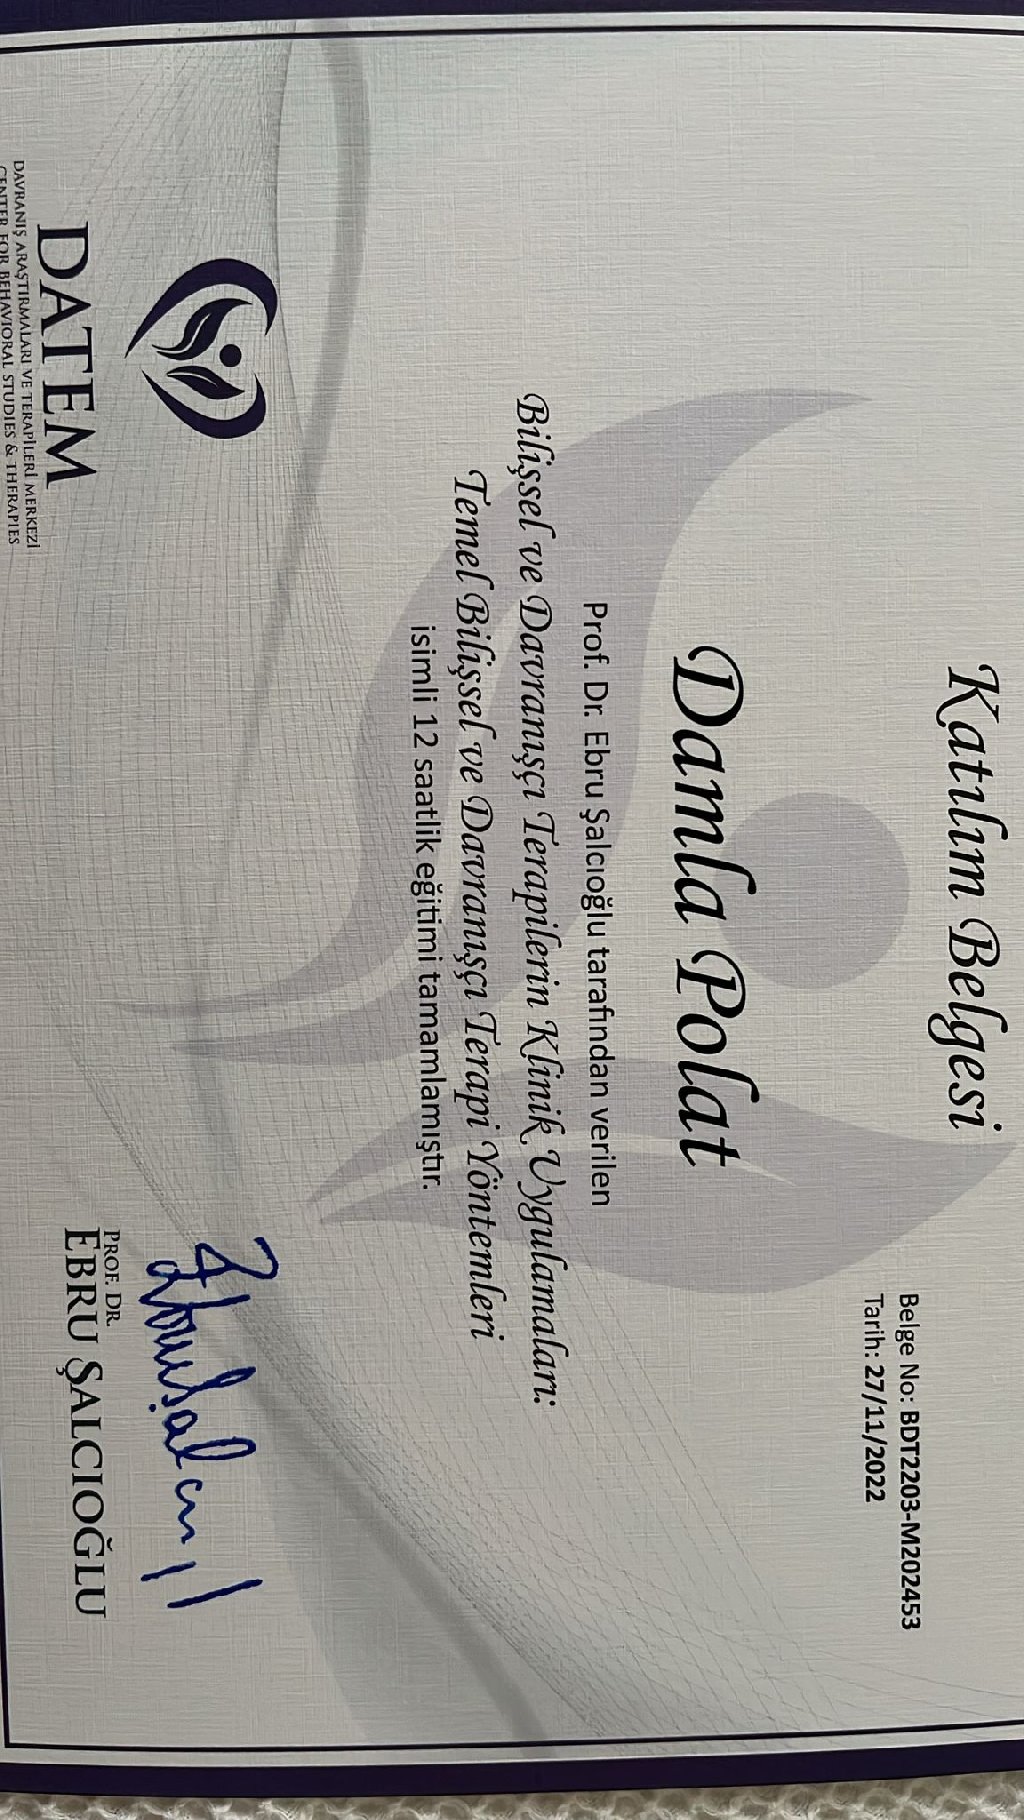 Katılım Belgesi
Belge No: BDT2203-M202453
Tarih: 27/11/2022
Damla Polat
Prof. Dr. Ebru Şalcıoğlu tarafından verilen
Bilişsel ve Davranışçı Terapilerin Klinik Uygulamaları:
Temel Bilişsel ve Davranışçı Terapi Yöntemleri
isimli 12 saatlik eğitimi tamamlamıştır.
DATEM
DAVRANIŞ ARAŞTIRMALARI VE TERAPİLERİ MERKEZİ
CENTER FOR BEHAVIORAL STUDIES & THERAPIES
PROF. DR.
EBRU ŞALCIOĞLU